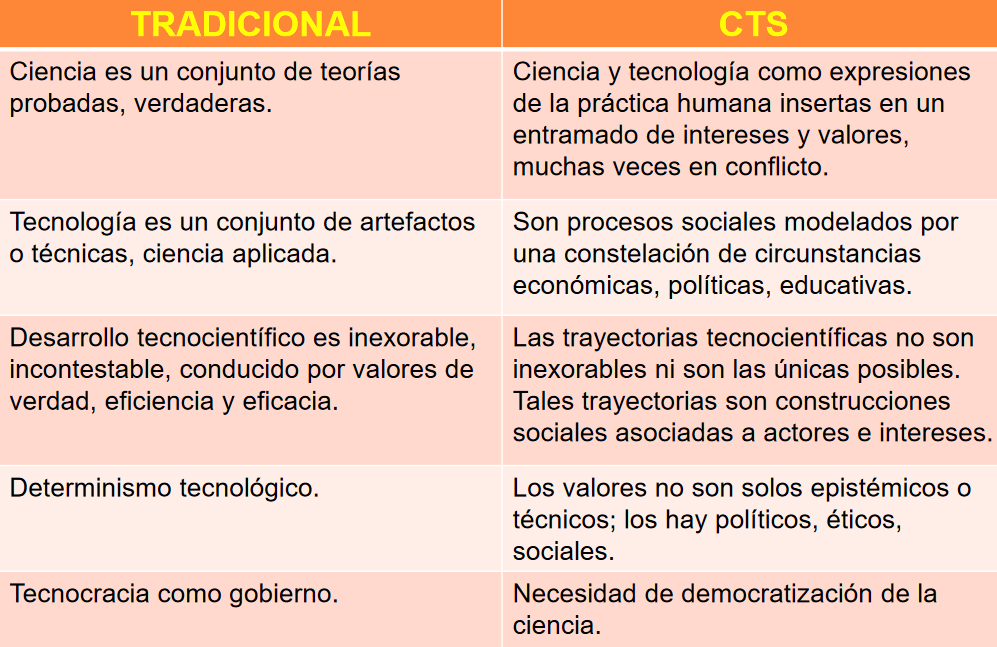 TRADICIONAL
CTS
Ciencia es un conjunto de teorías
probadas, verdaderas.
Ciencia y tecnología como expresiones
de la práctica humana insertas en un
entramado de intereses y valores,
muchas veces en conflicto.
Tecnología es un conjunto de artefactos
o técnicas, ciencia aplicada.
Son procesos sociales modelados por
una constelación de circunstancias
económicas, políticas, educativas.
Desarrollo tecnocientífico es inexorable,
incontestable, conducido por valores de
verdad, eficiencia y eficacia.
Las trayectorias tecnocientíficas no son
inexorables ni son las únicas posibles.
Tales trayectorias son construcciones
sociales asociadas a actores e intereses.
Determinismo tecnológico.
Los valores no son solos epistémicos o
técnicos; los hay políticos, éticos,
sociales.
Tecnocracia como gobierno.
Necesidad de democratización de la
ciencia.